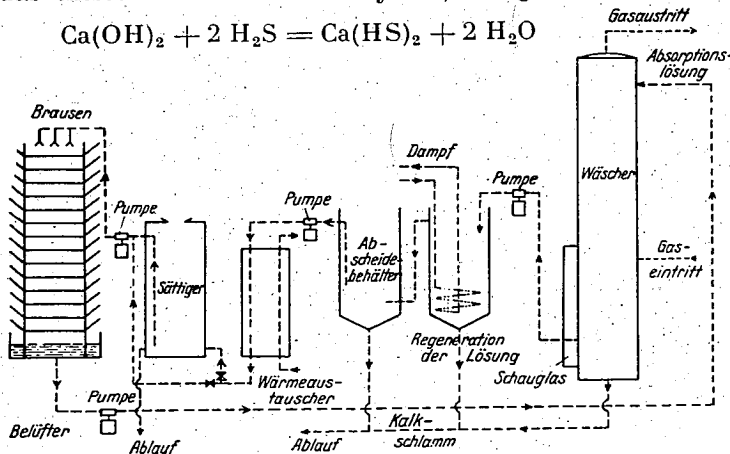 Ca(OH)₂ + 2 H₂S = Ca(HS)₂ + 2 H₂O
Gasaustritt
Absorptions-
lösung
Brausen
Dampf
Pumpe
Wäscher
Pumpe
Pumpe
Ab-
scheide-
behälter
Sättiger
Gas-
eintritt
Regeneration
der Lösung
Schauglas
Wärmeaus-
tauscher
Pumpe
Belüfter
Ablauf
Ablauf
Kalk-
schlamm